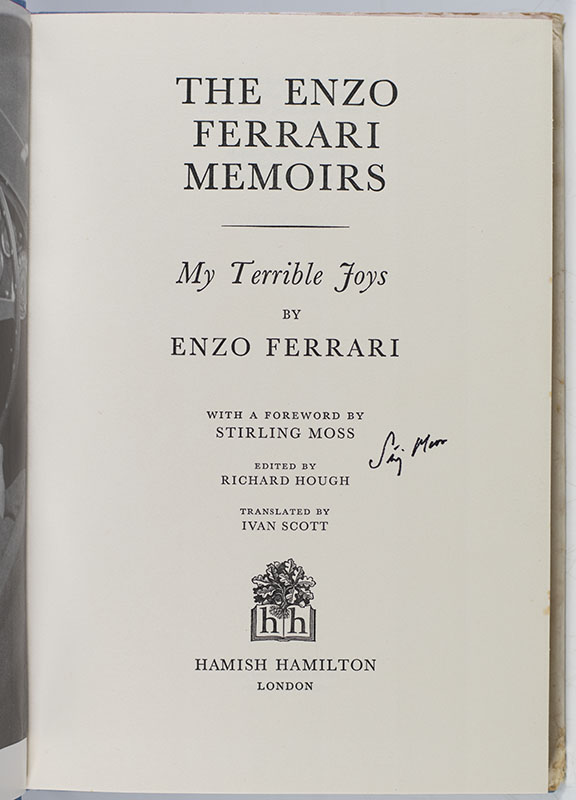 THE ENZO
FERRARI
MEMOIRS
My Terrible Joys
BY
ENZO FERRARI
WITH A FOREWORD BY
STIRLING MOSS
EDITED BY
RICHARD HOUGH
TRANSLATED BY
IVAN SCOTT
h h
HAMISH HAMILTON
LONDON